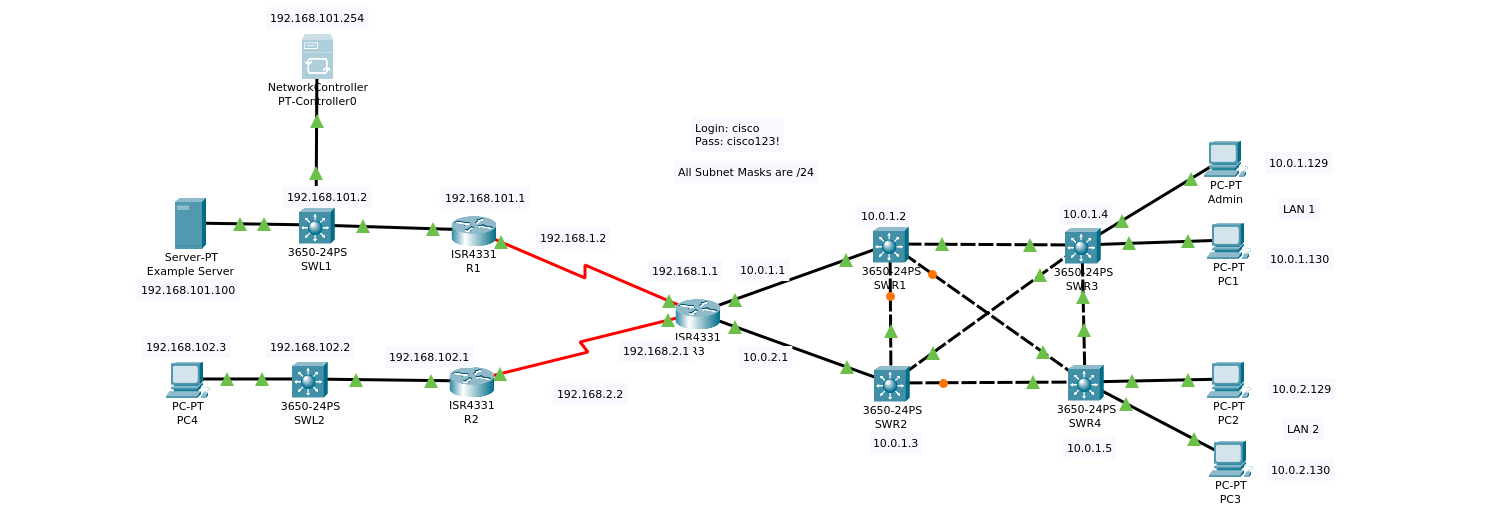 192.168.101.254
NetworkController
PT-Controller0
Login: cisco
Pass: cisco123!
All Subnet Masks are /24
192.168.101.2
3650-24PS
SWL1
Server-PT
Example Server
192.168.101.100
192.168.101.1
ISR4331
R1
192.168.1.2
192.168.1.1
10.0.1.1
ISR4331
R3
192.168.2.1
10.0.2.1
192.168.2.2
192.168.102.3
PC-PT
PC4
192.168.102.2
3650-24PS
SWL2
192.168.102.1
ISR4331
R2
10.0.1.2
3650-24PS
SWR1
10.0.1.4
3650-24PS
SWR3
3650-24PS
SWR2
10.0.1.3
3650-24PS
SWR4
10.0.1.5
PC-PT
Admin
10.0.1.129
LAN 1
PC-PT
PC1
10.0.1.130
PC-PT
PC2
10.0.2.129
LAN 2
PC-PT
PC3
10.0.2.130